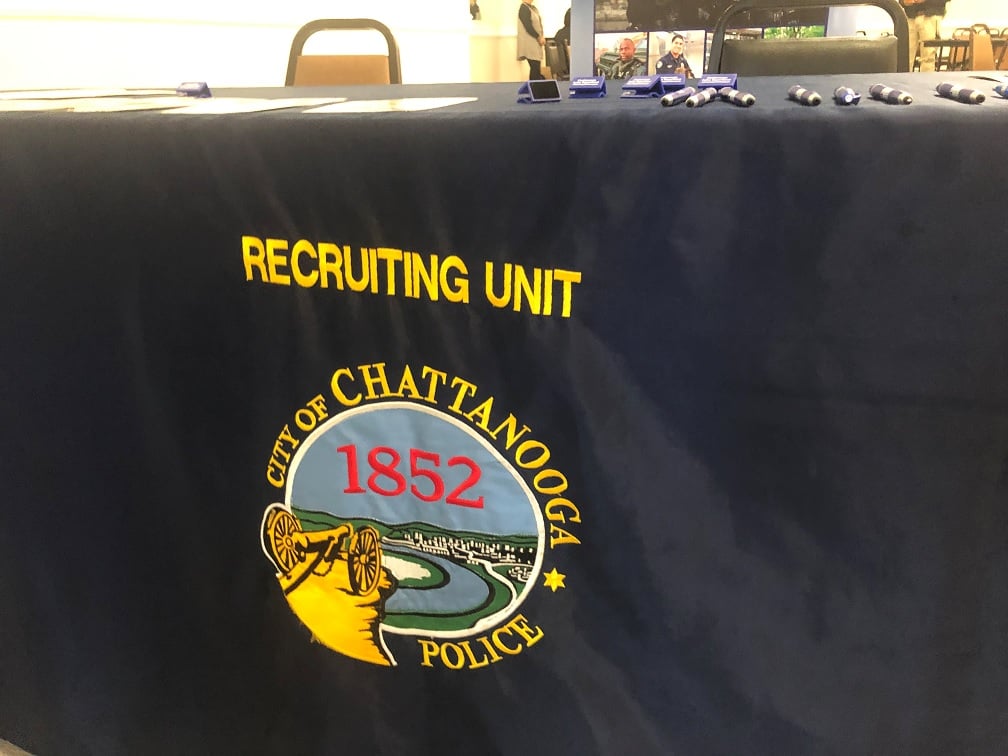 RECRUITING UNIT
CITY OF CHATTANOOGA
1852
POLICE